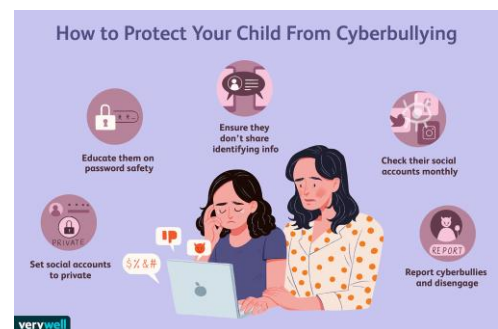 How to Protect Your Child From Cyberbullying
Ensure they
don't share
identifying info
Educate them on
password safety
Check their social
accounts monthly
PRIVATE
Set social accounts
to private
$%&#
REPORT
Report cyberbullies
and disengage
verywell